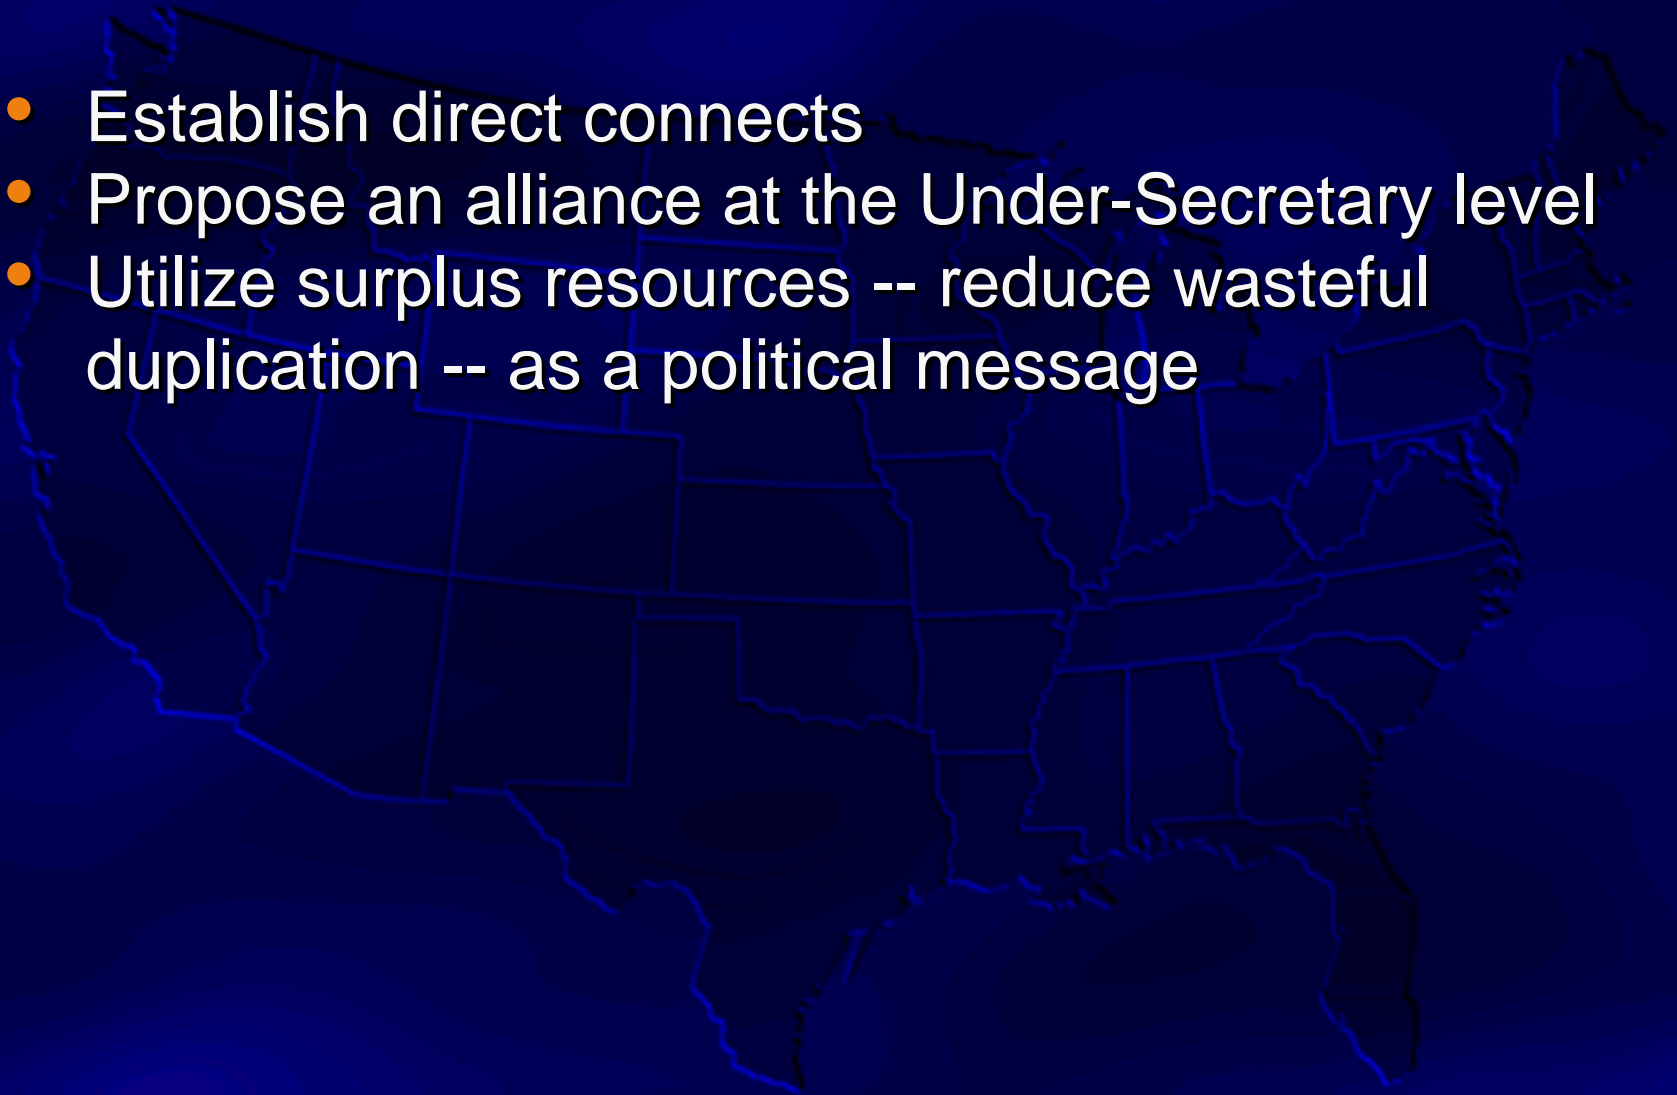 • Establish direct connects
• Propose an alliance at the Under-Secretary level
• Utilize surplus resources -- reduce wasteful
duplication -- as a political message